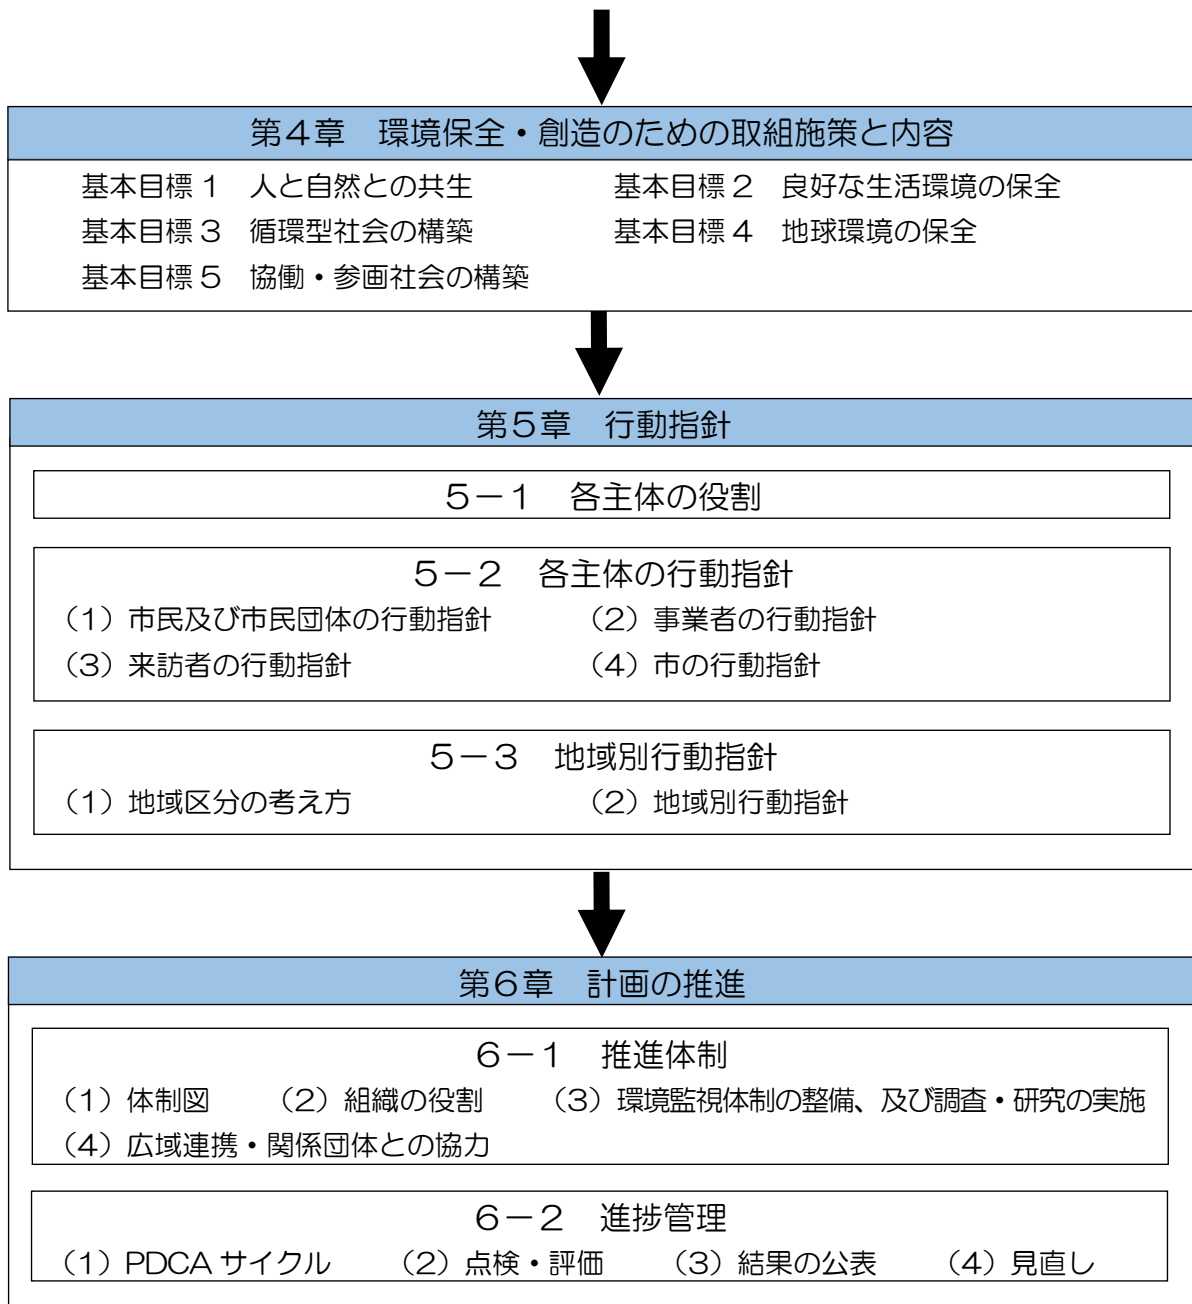 第４章　環境保全・創造のための取組施策と内容
基本目標１　人と自然との共生　　　　　基本目標２　良好な生活環境の保全
基本目標３　循環型社会の構築　　　　　基本目標４　地球環境の保全
基本目標５　協働・参画社会の構築
第５章　行動指針
５－１　各主体の役割
５－２　各主体の行動指針
（１）市民及び市民団体の行動指針　　　（２）事業者の行動指針
（３）来訪者の行動指針　　　　　　　　（４）市の行動指針
５－３　地域別行動指針
（１）地域区分の考え方　　　　　　　　（２）地域別行動指針
第６章　計画の推進
６－１　推進体制
（１）体制図　　（２）組織の役割　　（３）環境監視体制の整備、及び調査・研究の実施
（４）広域連携・関係団体との協力
６－２　進捗管理
（１）PDCA サイクル　　（２）点検・評価　　（３）結果の公表　　（４）見直し